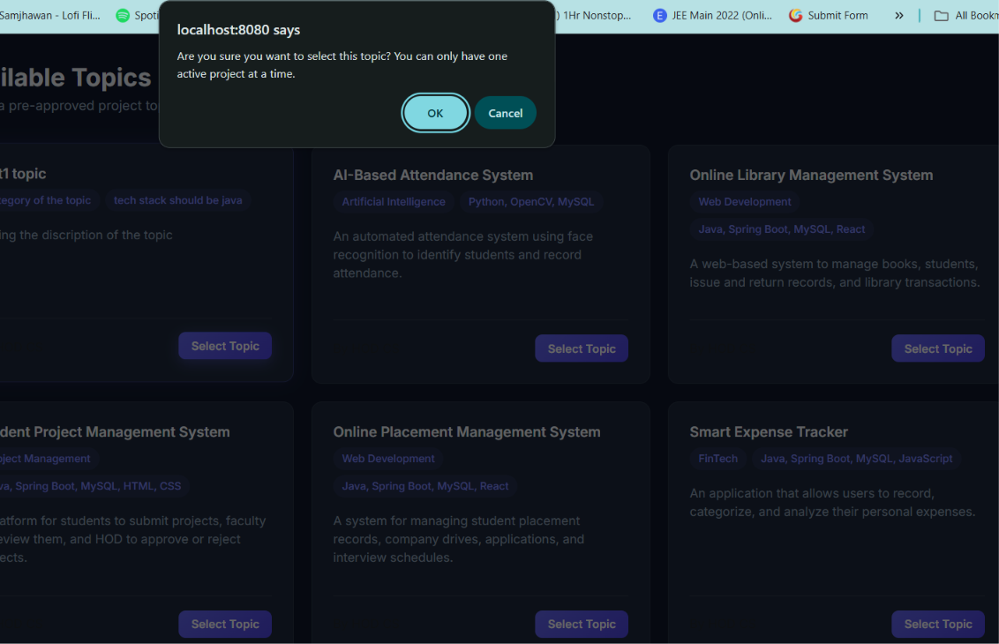 Samjhawan - Lofi Fli...
Spoti
1Hr Nonstop...
E
JEE Main 2022 (Onli...
Submit Form
»
All Bookm
localhost:8080 says
Are you sure you want to select this topic? You can only have one
active project at a time.
OK
Cancel
ilable Topics
a pre-approved project to
t1 topic
tegory of the topic
tech stack should be java
ing the discription of the topic
Select Topic
AI-Based Attendance System
Artificial Intelligence
Python, OpenCV, MySQL
An automated attendance system using face
recognition to identify students and record
attendance.
Select Topic
Online Library Management System
Web Development
Java, Spring Boot, MySQL, React
A web-based system to manage books, students,
issue and return records, and library transactions.
Select Topic
dent Project Management System
oject Management
va, Spring Boot, MySQL, HTML, CSS
atform for students to submit projects, faculty
eview them, and HOD to approve or reject
ects.
Select Topic
Online Placement Management System
Web Development
Java, Spring Boot, MySQL, React
A system for managing student placement
records, company drives, applications, and
interview schedules.
Select Topic
Smart Expense Tracker
FinTech
Java, Spring Boot, MySQL, JavaScript
An application that allows users to record,
categorize, and analyze their personal expenses.
Select Topic